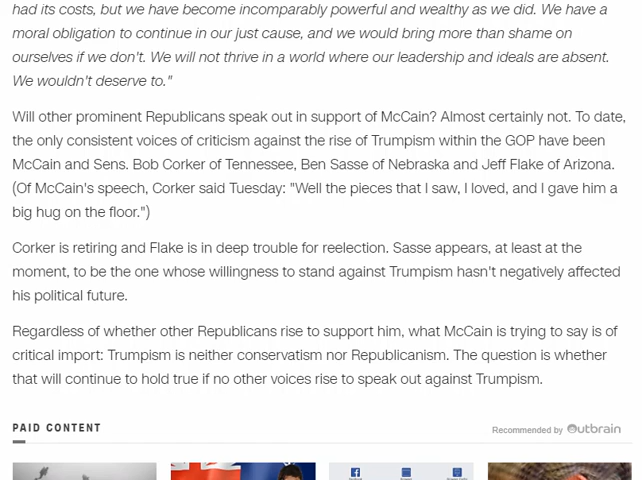 had its costs, but we have become incomparably powerful and wealthy as we did. We have a
moral obligation to continue in our just cause, and we would bring more than shame on
ourselves if we don't. We will not thrive in a world where our leadership and ideals are absent.
We wouldn't deserve to."
Will other prominent Republicans speak out in support of McCain? Almost certainly not. To date,
the only consistent voices of criticism against the rise of Trumpism within the GOP have been
McCain and Sens. Bob Corker of Tennessee, Ben Sasse of Nebraska and Jeff Flake of Arizona.
(Of McCain's speech, Corker said Tuesday: "Well the pieces that I saw, I loved, and I gave him a
big hug on the floor.")
Corker is retiring and Flake is in deep trouble for reelection. Sasse appears, at least at the
moment, to be the one whose willingness to stand against Trumpism hasn't negatively affected
his political future.
Regardless of whether other Republicans rise to support him, what McCain is trying to say is of
critical import: Trumpism is neither conservatism nor Republicanism. The question is whether
that will continue to hold true if no other voices rise to speak out against Trumpism.
PAID CONTENT
Recommended by Outbrain